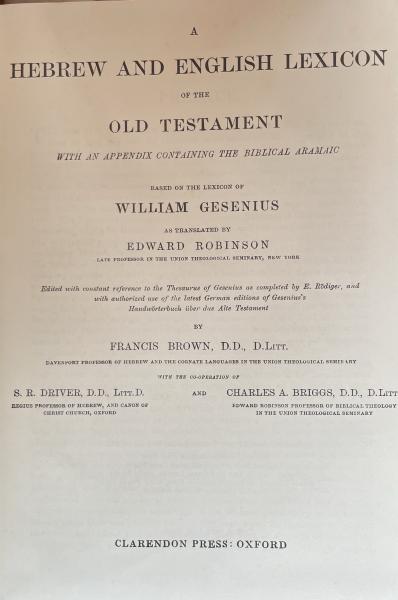 A
HEBREW AND ENGLISH LEXICON
OF THE
OLD TESTAMENT
WITH AN APPENDIX CONTAINING THE BIBLICAL ARAMAIC
BASED ON THE LEXICON OF
WILLIAM GESENIUS
AS TRANSLATED BY
EDWARD ROBINSON
LATE PROFESSOR IN THE UNION THEOLOGICAL SEMINARY, NEW YORK
Edited with constant reference to the Thesaurus of Gesenius as completed by E. Rödiger, and
with authorized use of the latest German editions of Gesenius's
Handwörterbuch über das Alte Testament
BY
FRANCIS BROWN, D.D., D.Litt.
DAVENPORT PROFESSOR OF HEBREW AND THE COGNATE LANGUAGES IN THE UNION THEOLOGICAL SEMINARY
WITH THE CO-OPERATION OF
S. R. DRIVER, D.D., Litt.D. AND CHARLES A. BRIGGS, D.D., D.Litt
REGIUS PROFESSOR OF HEBREW, AND CANON OF EDWARD ROBINSON PROFESSOR OF BIBLICAL THEOLOGY
CHRIST CHURCH, OXFORD IN THE UNION THEOLOGICAL SEMINARY
CLARENDON PRESS: OXFORD